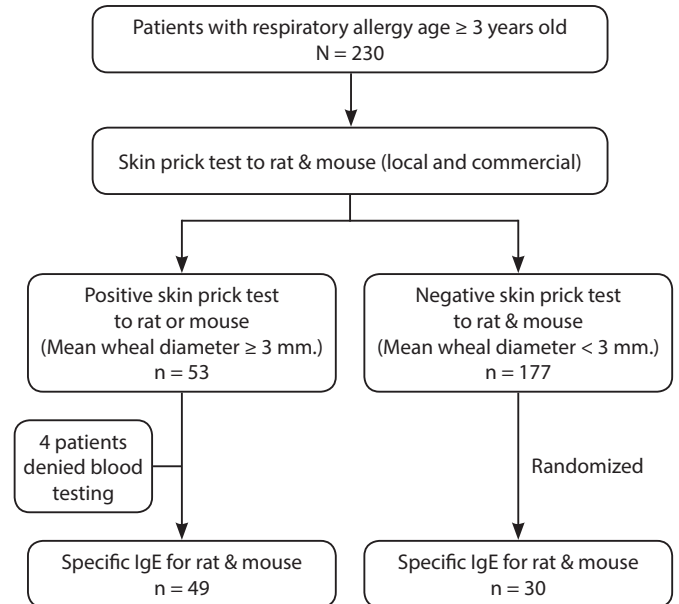 Patients with respiratory allergy age ≥ 3 years old
N = 230
Skin prick test to rat & mouse (local and commercial)
Positive skin prick test
to rat or mouse
(Mean wheal diameter ≥ 3 mm.)
n = 53
Negative skin prick test
to rat & mouse
(Mean wheal diameter < 3 mm.)
n = 177
4 patients
denied blood
testing
Randomized
Specific IgE for rat & mouse
n = 49
Specific IgE for rat & mouse
n = 30